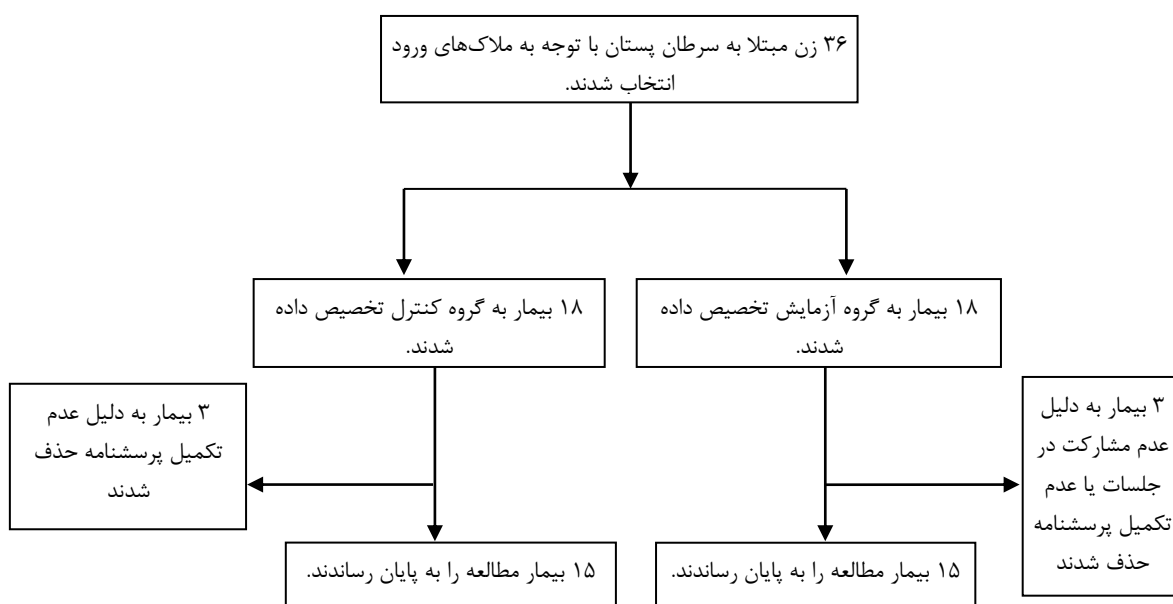 ۳۶ زن مبتلا به سرطان پستان با توجه به ملاک‌های ورود
انتخاب شدند.
۱۸ بیمار به گروه آزمایش تخصیص داده
شدند.
۱۸ بیمار به گروه کنترل تخصیص داده
شدند.
۳ بیمار به دلیل
عدم مشارکت در
جلسات یا عدم
تکمیل پرسشنامه
حذف شدند
۳ بیمار به دلیل عدم
تکمیل پرسشنامه حذف
شدند
۱۵ بیمار مطالعه را به پایان رساندند.
۱۵ بیمار مطالعه را به پایان رساندند.